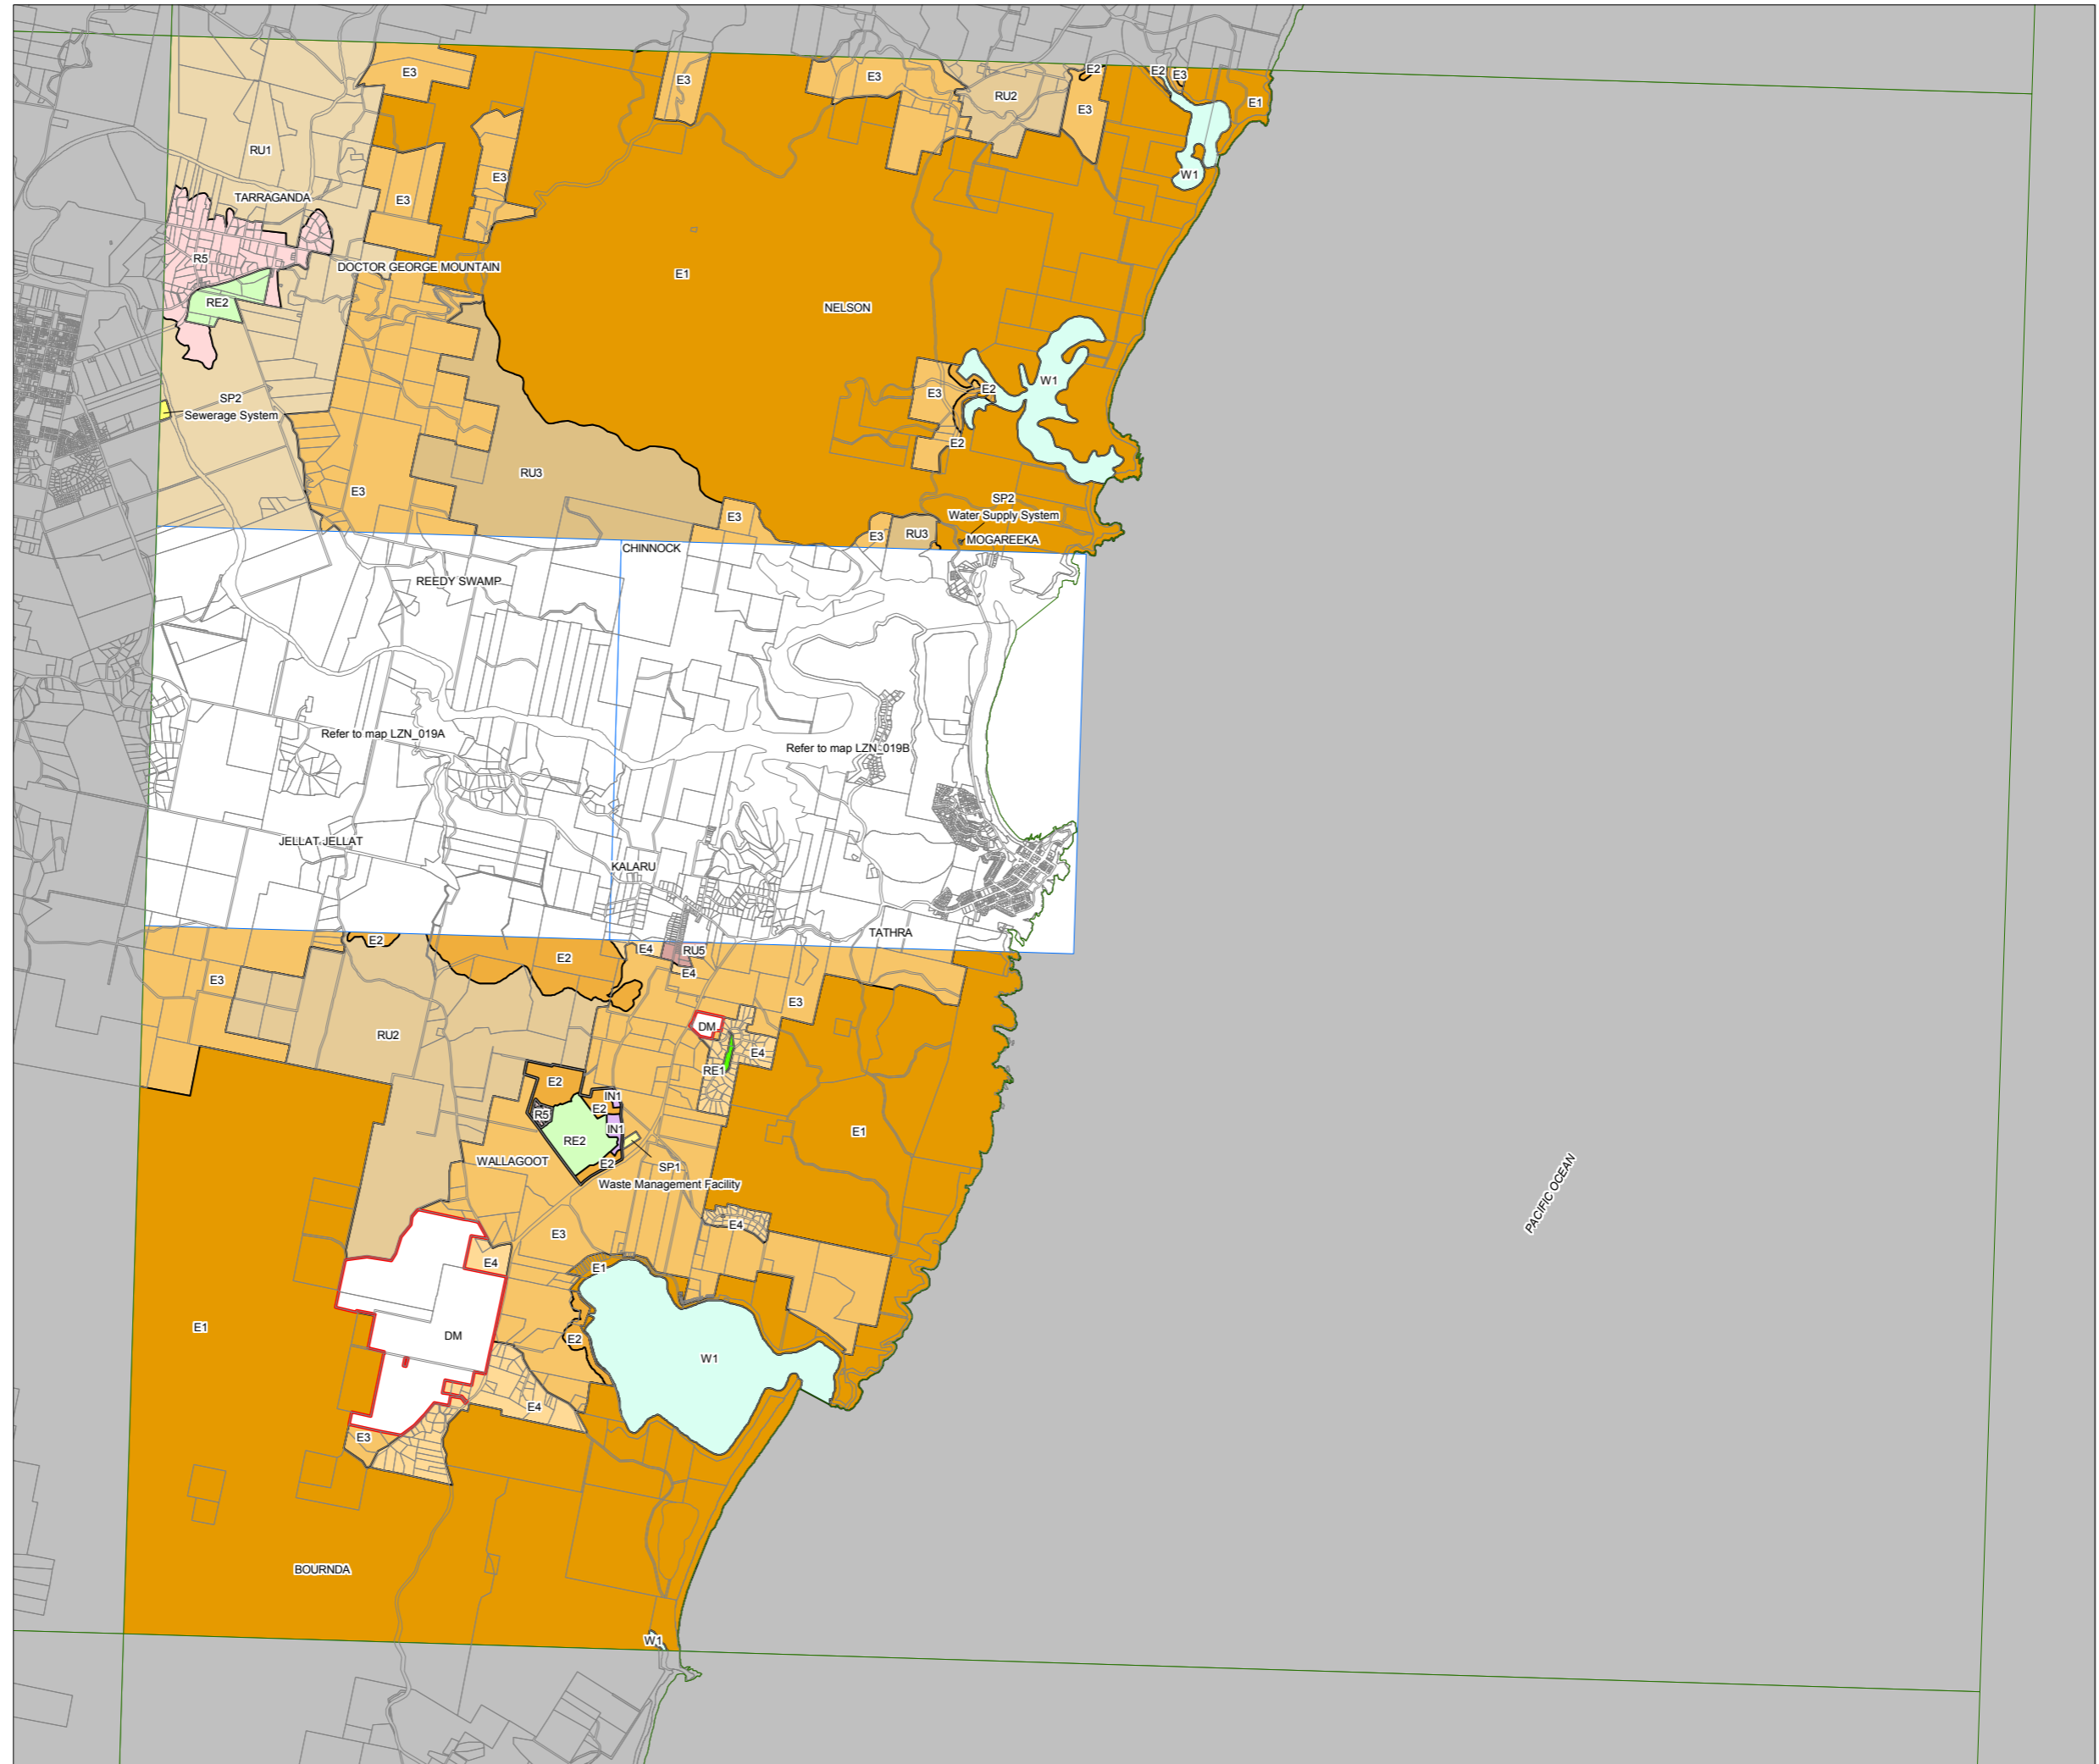 E2
E2
E3
E3
E3
E3
RU2
E1
E3
RU1
W1
E3
TARRAGANDA
E3
R5
DOCTOR GEORGE MOUNTAIN
E1
RE2
NELSON
W1
E2
E3
SP2
Sewerage System
E2
RU3
E3
SP2
Water Supply System
E3
E3
RU3
MOGAREEKA
CHINNOCK
REEDY SWAMP
Refer to map LZN_019A
Refer to map LZN_019B
JELLAT JELLAT
KALARU
TATHRA
E2
E4
RU5
E2
E4
E3
E3
DM
RU2
E4
RE1
E2
IN1
E2
R5
IN1
RE2
WALLAGOOT
E2
SP1
Waste Management Facility
PACIFIC OCEAN
E1
E4
E3
E4
E1
E1
DM
E2
W1
E4
E3
BOURNDA
W1